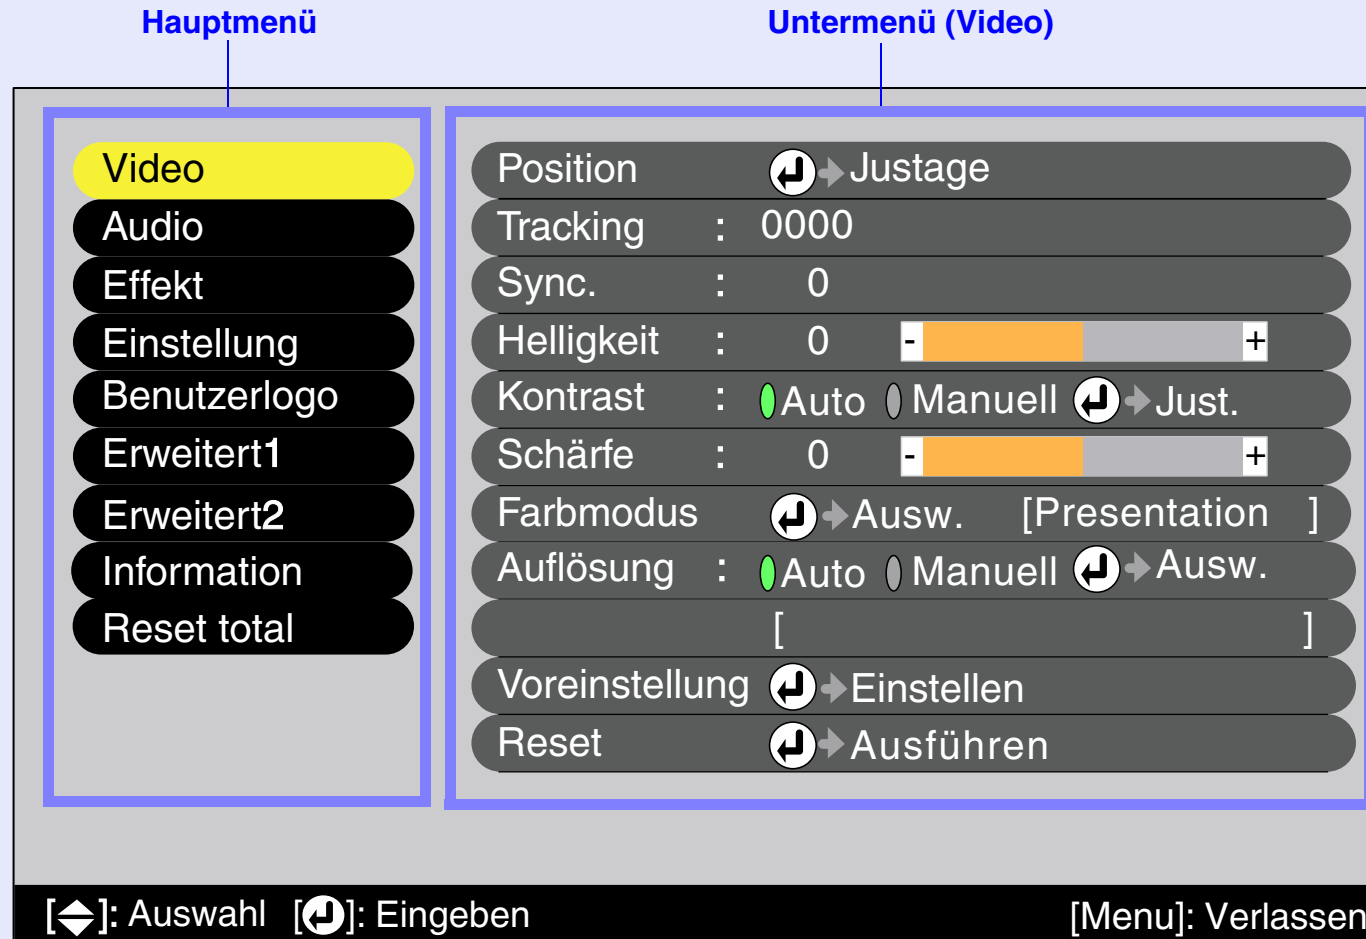 Hauptmenü
Untermenü (Video)
Video
Audio
Effekt
Einstellung
Benutzerlogo
Erweitert1
Erweitert2
Information
Reset total
Position Justage
Tracking : 0000
Sync. : 0
Helligkeit : 0 - +
Kontrast : Auto Manuell Just.
Schärfe : 0 - +
Farbmodus Ausw. [Presentation ]
Auflösung : Auto Manuell Ausw.
[ ]
Voreinstellung Einstellen
Reset Ausführen
[ ]: Auswahl [ ]: Eingeben [Menu]: Verlassen